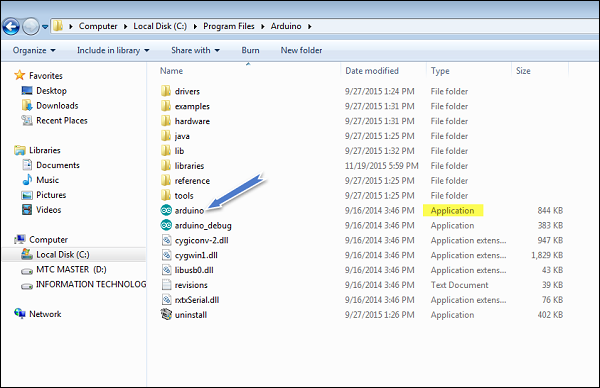 Computer Local Disk (C:) Program Files Arduino
Organize Include in library Share with Burn New folder
Name Date modified Type Size
Favorites
Desktop
Downloads
Recent Places
Libraries
Documents
Music
Pictures
Videos
Computer
Local Disk (C:)
MTC MASTER (D:)
INFORMATION TECHNOLOG
Network
drivers 9/27/2015 1:24 PM File folder
examples 9/27/2015 1:31 PM File folder
hardware 9/27/2015 1:31 PM File folder
java 9/27/2015 1:25 PM File folder
lib 9/27/2015 1:32 PM File folder
libraries 11/19/2015 5:59 PM File folder
reference 9/27/2015 1:25 PM File folder
tools 9/27/2015 1:25 PM File folder
arduino 9/16/2014 3:46 PM Application 844 KB
arduino_debug 9/16/2014 3:46 PM Application 383 KB
cygiconv-2.dll 9/16/2014 3:46 PM Application extens... 947 KB
cygwin1.dll 9/16/2014 3:46 PM Application extens... 1,829 KB
libusb0.dll 9/16/2014 3:46 PM Application extens... 43 KB
revisions 9/16/2014 3:46 PM Text Document 39 KB
rxtxSerial.dll 9/16/2014 3:46 PM Application extens... 76 KB
uninstall 9/27/2015 1:26 PM Application 402 KB